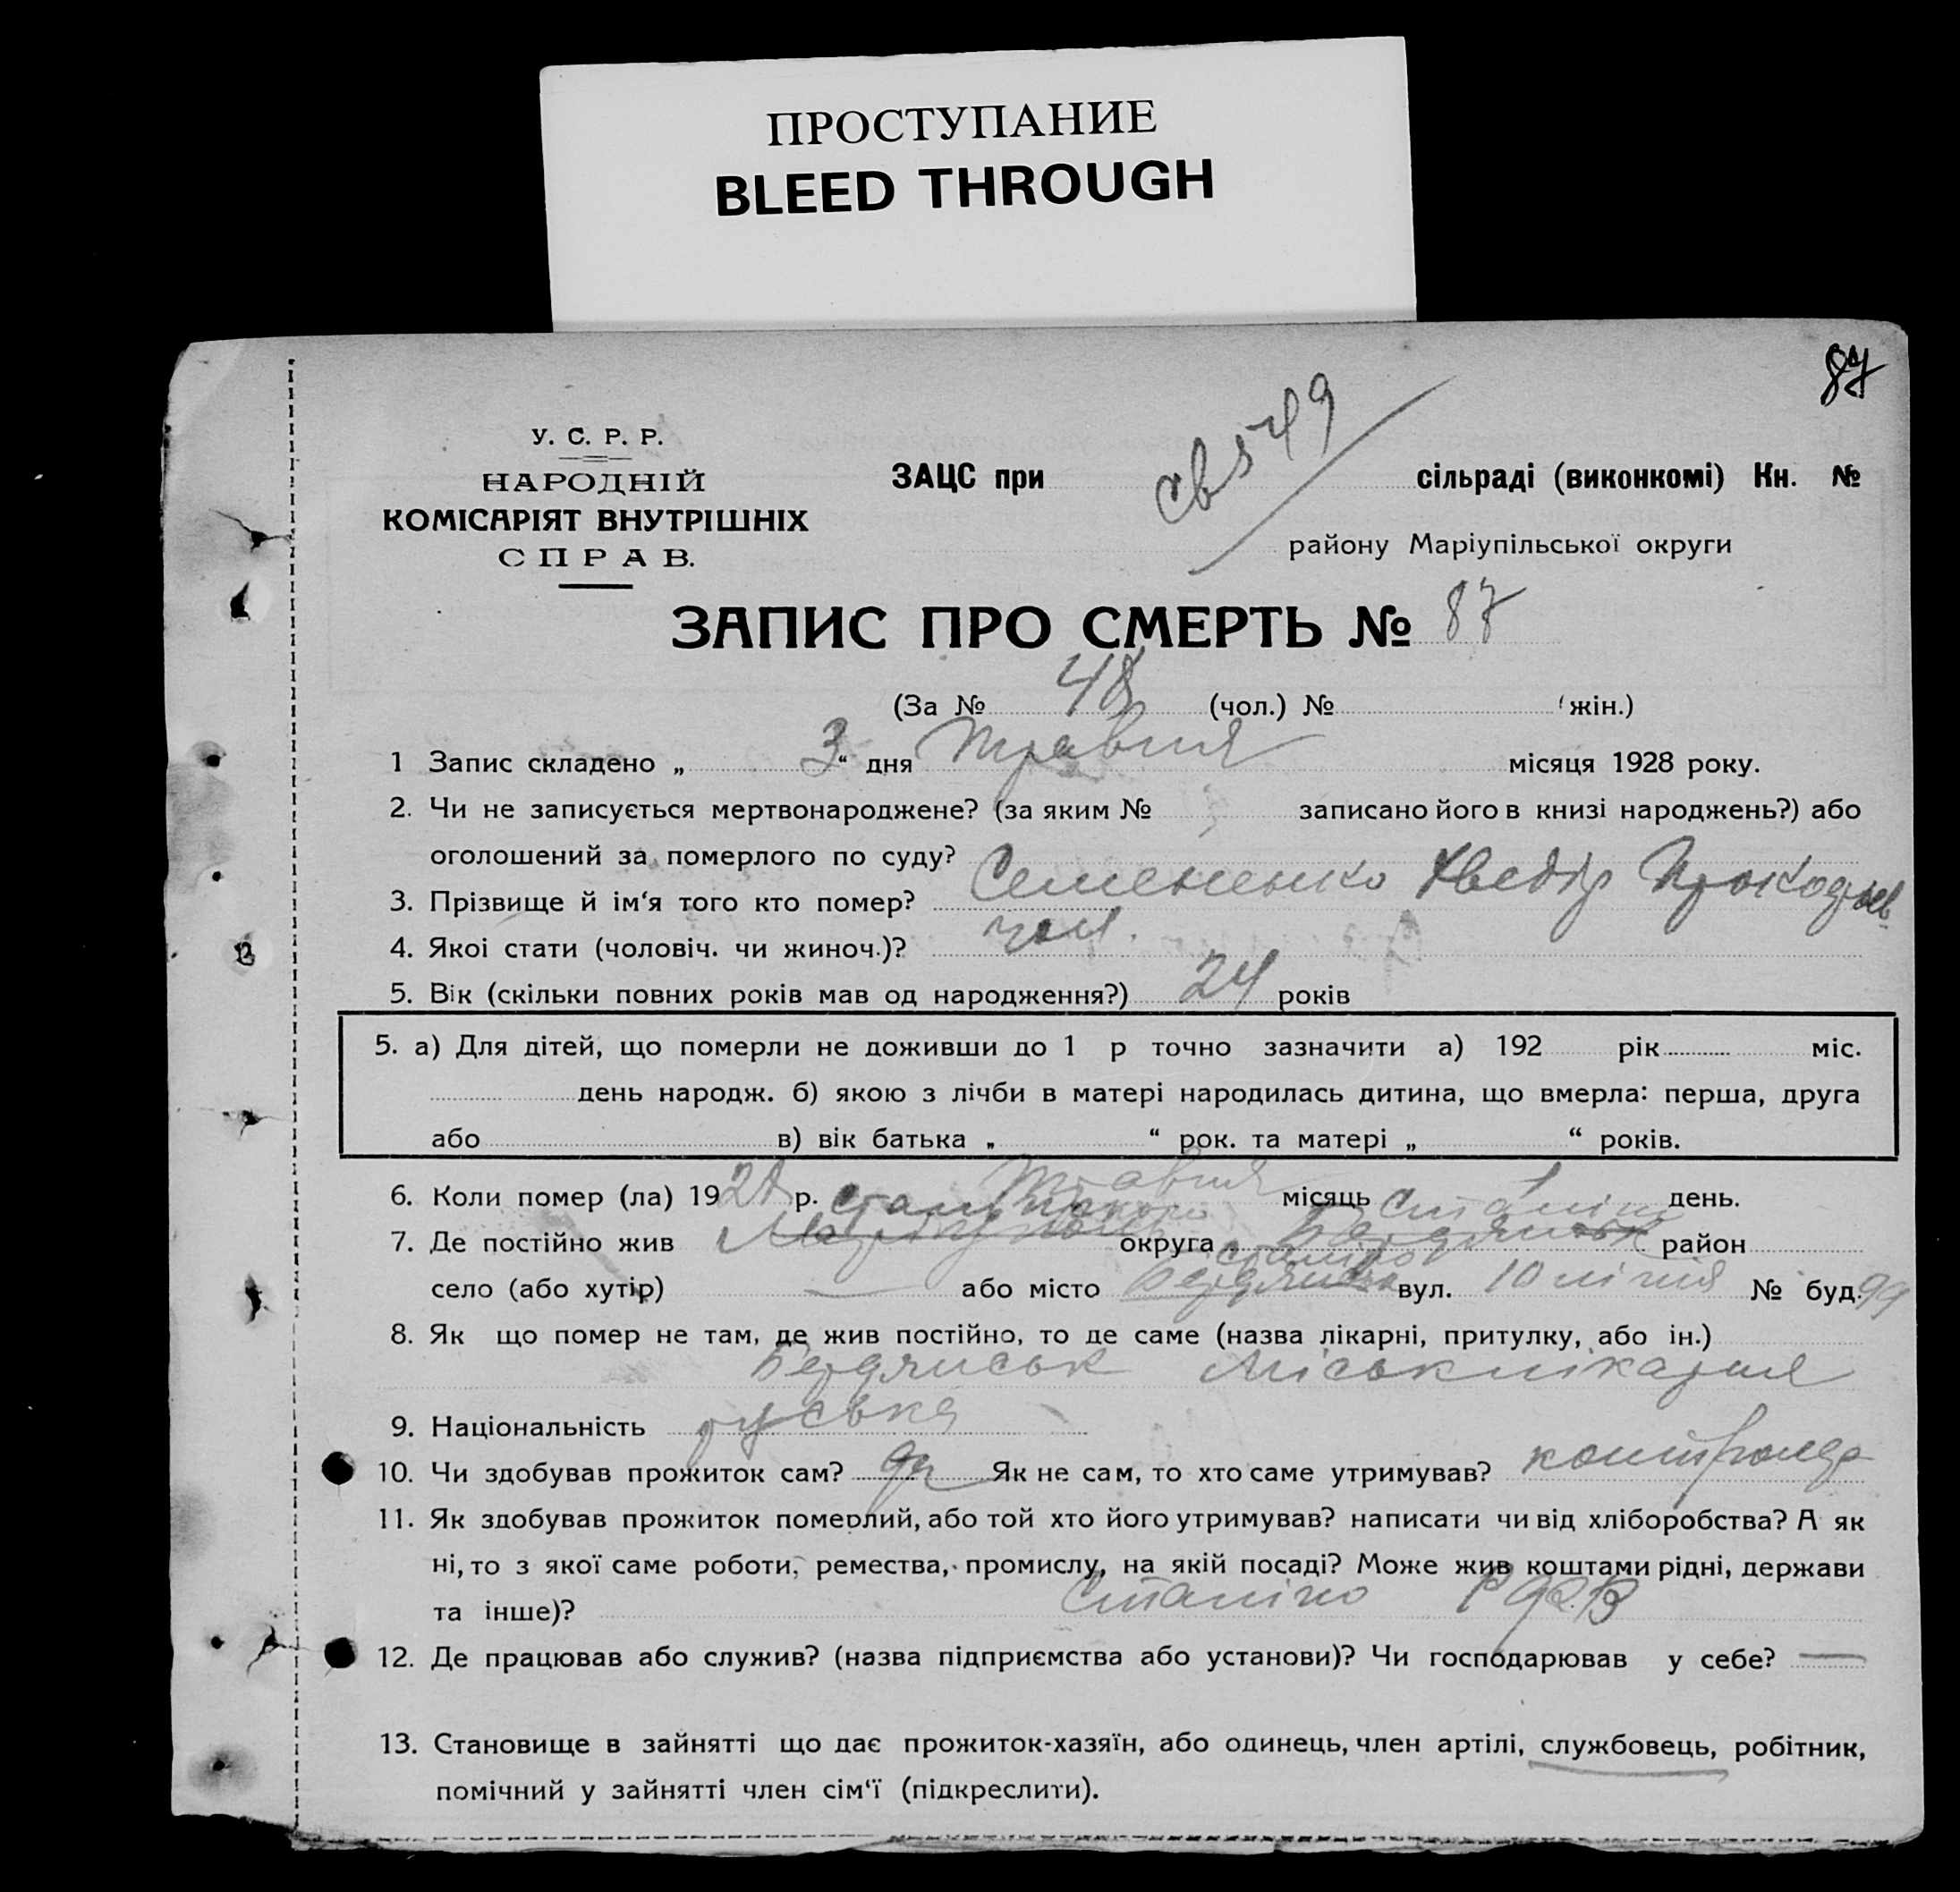 ПРОСТУПАНИЕ
BLEED THROUGH
87
У. С. Р. Р.
НАРОДНІЙ
КОМІСАРІЯТ ВНУТРІШНІХ
СПРАВ.
ЗАЦС при сільраді (виконкомі) Кн. №
св 549
району Маріупільської округи
ЗАПИС ПРО СМЕРТЬ № 87
(За № 48 (чол.) № (жін.)
1 Запис складено „ 3 “ дня травня місяця 1928 року.
2. Чи не записується мертвонароджене? (за яким № записано його в книзі народжень?) або
оголошений за померлого по суду?
3. Прізвище й ім‘я того кто помер? Семененко Хведір
4. Якої стати (чоловіч. чи жиноч.)? чол.
5. Вік (скільки повних років мав од народження?) 24 років
5. а) Для дітей, що померли не доживши до 1 р точно зазначити а) 192 рік міс.
день народж. б) якою з лічби в матері народилась дитина, що вмерла: перша, друга
або в) вік батька „ “ рок. та матері „ “ років.
6. Коли помер (ла) 1928 р. травня місяць 1 день.
7. Де постійно жив Маріупольск округа Сталіно Бердянськ район
село (або хутір) — або місто Сталіно Бердянськ вул. 10 лінія № буд. 99
8. Як що помер не там, де жив постійно, то де саме (назва лікарні, притулку, або ін.)
Бердянськ Міськлікарня
9. Національність руська
10. Чи здобував прожиток сам? да Як не сам, то хто саме утримував?
11. Як здобував прожиток померлий, або той хто його утримував? написати чи від хліборобства? А як
ні, то з якої саме роботи, ремества, промислу, на якій посаді? Може жив коштами рідні, держави
та інше)? Сталіно
12. Де працював або служив? (назва підприємства або установи)? Чи господарював у себе? —
13. Становище в зайнятті що дає прожиток-хазяїн, або одинець, член артілі, службовець, робітник,
помічний у зайнятті член сім‘ї (підкреслити).